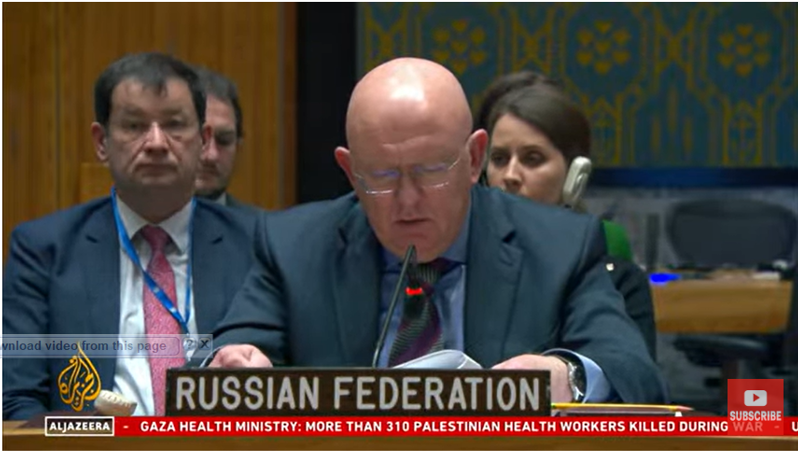 wnload video from this page
? X
RUSSIAN FEDERATION
ALJAZEERA
- GAZA HEALTH MINISTRY: MORE THAN 310 PALESTINIAN HEALTH WORKERS KILLED DURING WAR - U
SUBSCRIBE